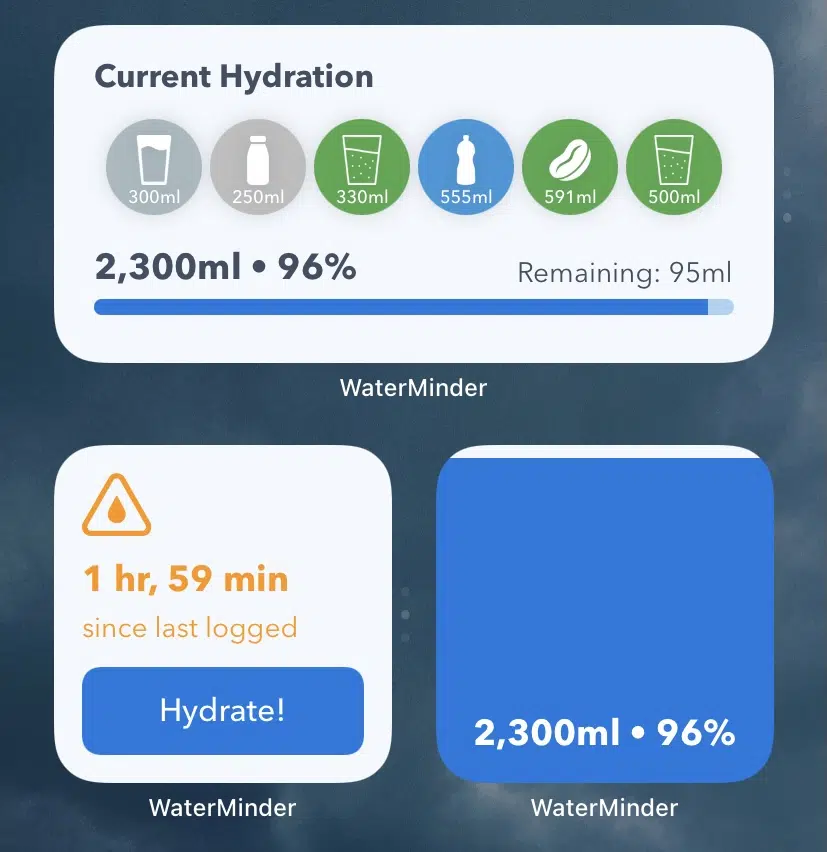 Current Hydration
300ml 250ml 330ml 555ml 591ml 500ml
2,300ml • 96% Remaining: 95ml
WaterMinder
1 hr, 59 min
since last logged
Hydrate!
WaterMinder
2,300ml • 96%
WaterMinder